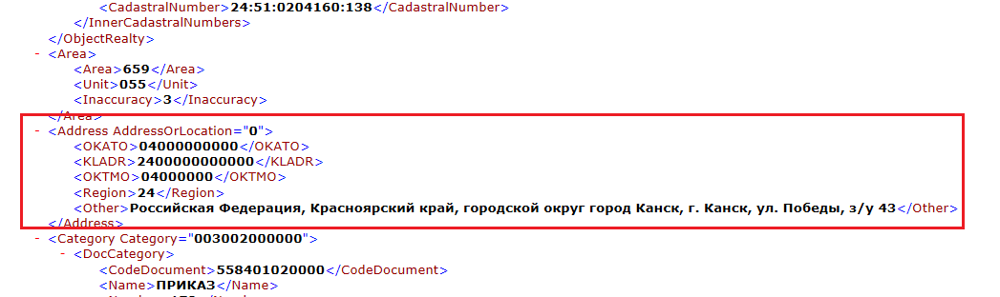 <CadastralNumber>24:51:0204160:138</CadastralNumber>
</InnerCadastralNumbers>
</ObjectRealty>
- <Area>
<Area>659</Area>
<Unit>055</Unit>
<Inaccuracy>3</Inaccuracy>
</Area>
- <Address AddressOrLocation="0">
<OKATO>04000000000</OKATO>
<KLADR>2400000000000</KLADR>
<OKTMO>04000000</OKTMO>
<Region>24</Region>
<Other>Российская Федерация, Красноярский край, городской округ город Канск, г. Канск, ул. Победы, з/у 43</Other>
</Address>
- <Category Category="003002000000">
- <DocCategory>
<CodeDocument>558401020000</CodeDocument>
<Name>ПРИКАЗ</Name>